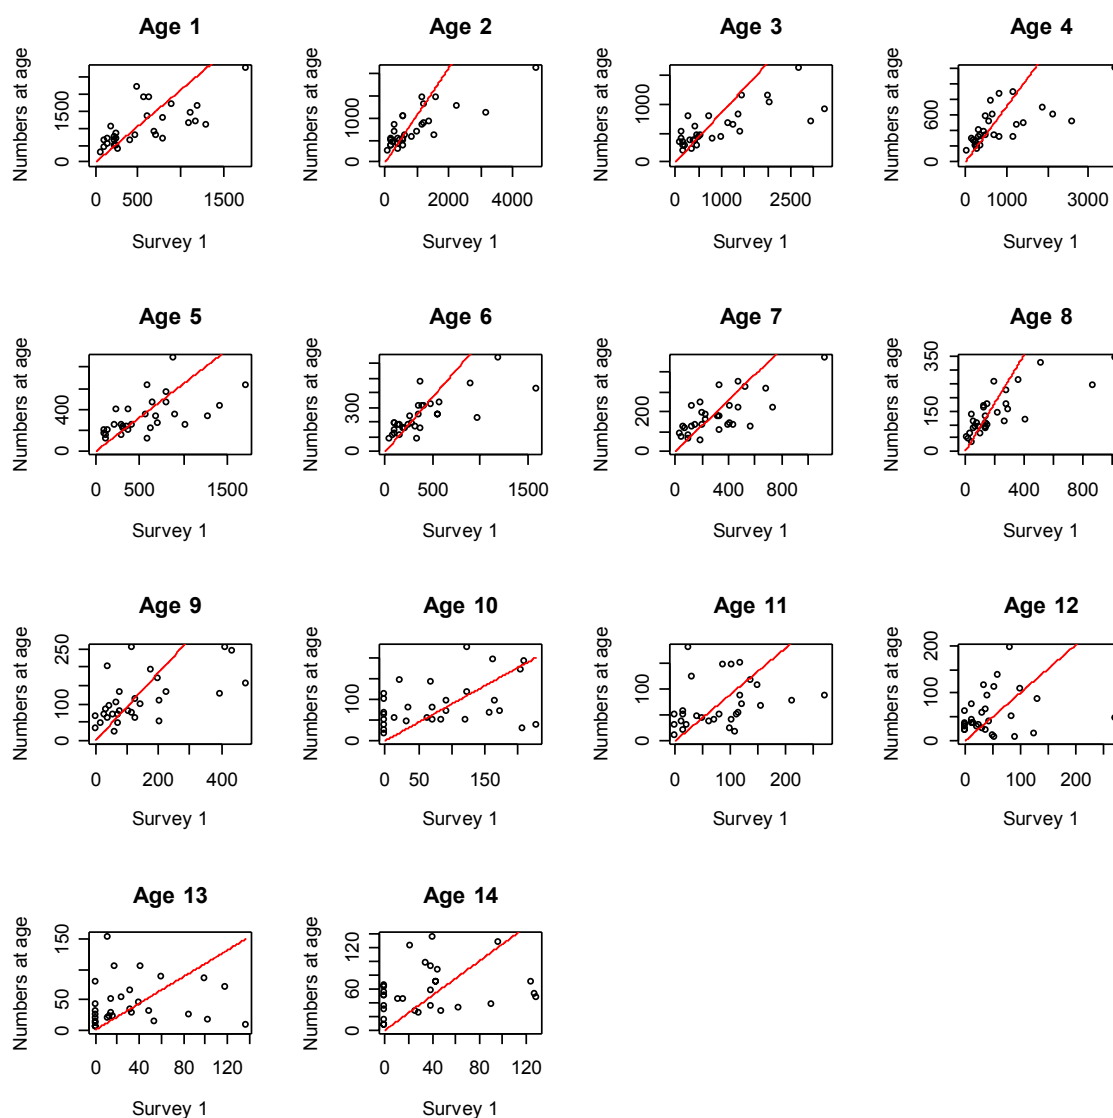 Age 1 Age 2 Age 3 Age 4
Numbers at age Numbers at age Numbers at age Numbers at age
1500 1500 1000 600
0 0 0 0
0 500 1500 0 2000 4000 0 1000 2500 0 1000 3000
Survey 1 Survey 1 Survey 1 Survey 1
Age 5 Age 6 Age 7 Age 8
Numbers at age Numbers at age Numbers at age Numbers at age
350
400 300 200 150
0 0 0 0
0 500 1500 0 500 1500 0 400 800 0 400 800
Survey 1 Survey 1 Survey 1 Survey 1
Age 9 Age 10 Age 11 Age 12
Numbers at age Numbers at age Numbers at age Numbers at age
250 200
100 100 100 100
0 0 0 0
0 200 400 0 50 150 0 100 200 0 100 200
Survey 1 Survey 1 Survey 1 Survey 1
Age 13 Age 14
Numbers at age Numbers at age
150 120
50 60
0 0
0 40 80 120 0 40 80 120
Survey 1 Survey 1